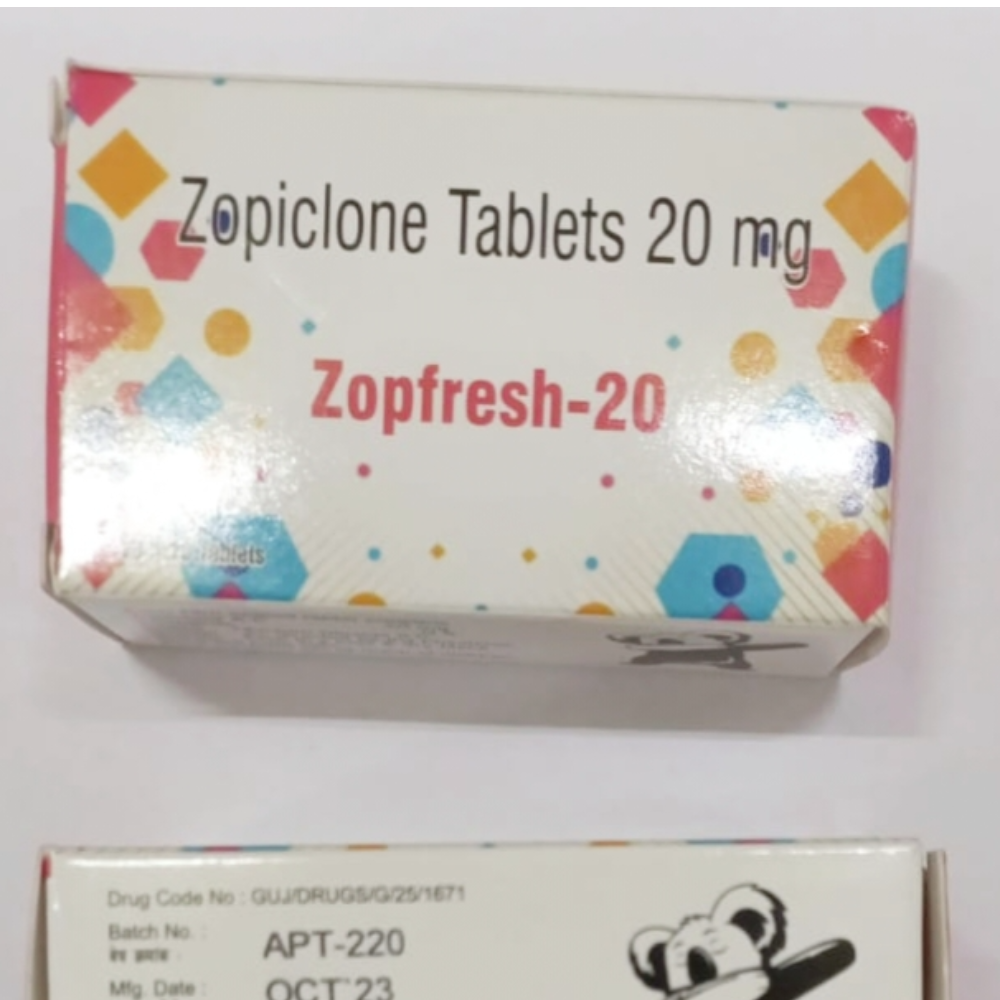 Zopiclone Tablets 20 mg
Zopfresh-20
Tablets
Drug Code No : GUJ/DRUGS/G/25/1671
Batch No. :
APT-220
Mfg. Date :
OCT'23